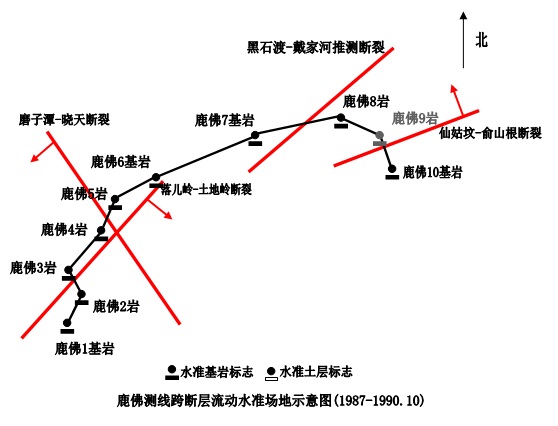 北
黑石渡-戴家河推测断裂
鹿佛8岩
鹿佛7基岩
鹿佛9岩
磨子潭-晓天断裂
仙姑坟-俞山根断裂
鹿佛6基岩
鹿佛10基岩
鹿佛5岩
落儿岭-土地岭断裂
鹿佛4岩
鹿佛3岩
鹿佛2岩
鹿佛1基岩
水准基岩标志 水准土层标志
鹿佛测线跨断层流动水准场地示意图(1987-1990.10)